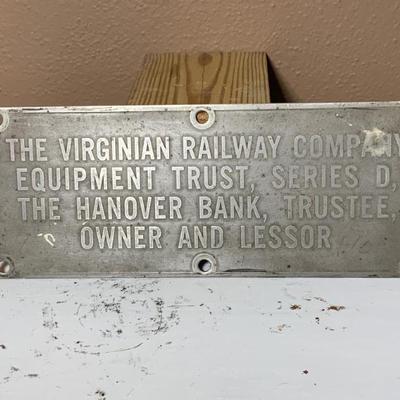 THE VIRGINIAN RAILWAY COMPANY
EQUIPMENT TRUST, SERIES D,
THE HANOVER BANK, TRUSTEE,
OWNER AND LESSOR